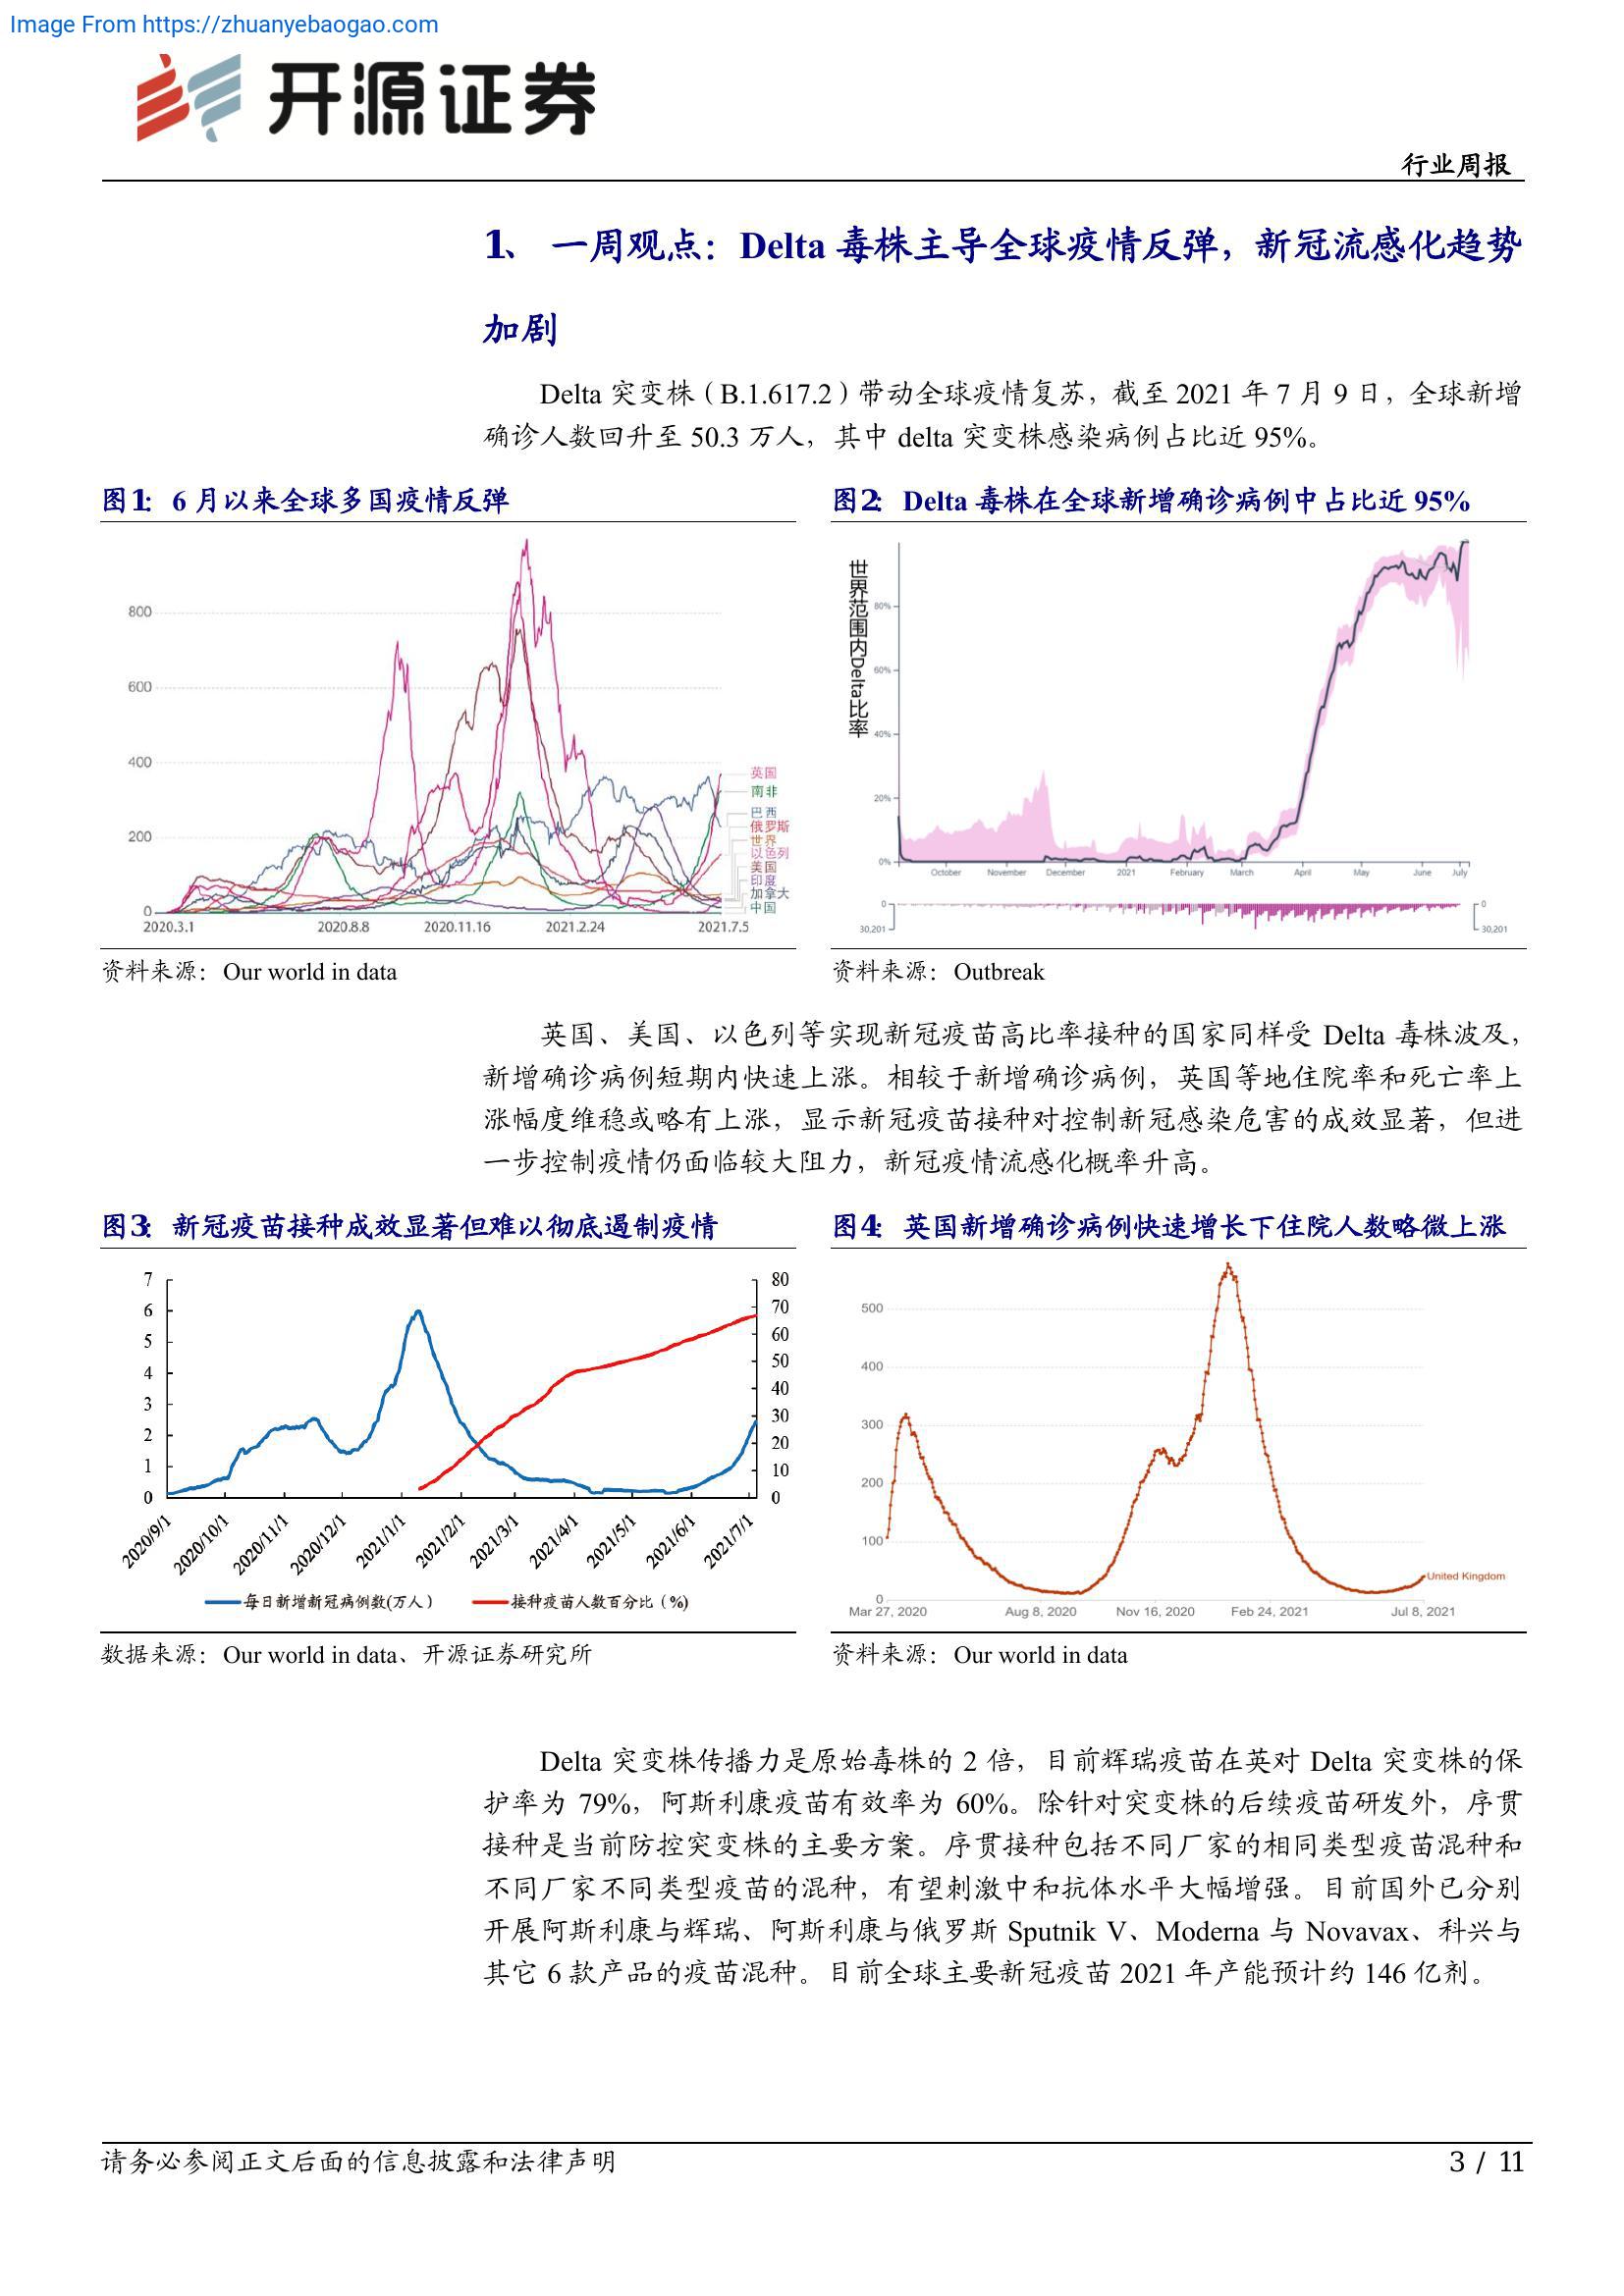 Image From https://zhuanyebaogao.com
开源证券
行业周报
1、 一周观点：Delta 毒株主导全球疫情反弹，新冠流感化趋势
加剧
Delta 突变株（B.1.617.2）带动全球疫情复苏，截至 2021 年 7 月 9 日，全球新增
确诊人数回升至 50.3 万人，其中 delta 突变株感染病例占比近 95%。
图1：6 月以来全球多国疫情反弹
800
600
400
200
0
2020.3.1 2020.8.8 2020.11.16 2021.2.24 2021.7.5
英国
南非
巴西
俄罗斯
世界
以色列
美国
印度
加拿大
中国
资料来源：Our world in data
图2：Delta 毒株在全球新增确诊病例中占比近 95%
世界范围内Delta比率
80%
60%
40%
20%
0%
October November December 2021 February March April May June July
0 0
30,201 30,201
资料来源：Outbreak
英国、美国、以色列等实现新冠疫苗高比率接种的国家同样受 Delta 毒株波及，
新增确诊病例短期内快速上涨。相较于新增确诊病例，英国等地住院率和死亡率上
涨幅度维稳或略有上涨，显示新冠疫苗接种对控制新冠感染危害的成效显著，但进
一步控制疫情仍面临较大阻力，新冠疫情流感化概率升高。
图3：新冠疫苗接种成效显著但难以彻底遏制疫情
7 80
6 70
5 60
4 50
3 40
2 30
1 20
0 10
0
2020/9/1 2020/10/1 2020/11/1 2020/12/1 2021/1/1 2021/2/1 2021/3/1 2021/4/1 2021/5/1 2021/6/1 2021/7/1
每日新增新冠病例数(万人) 接种疫苗人数百分比（%)
数据来源：Our world in data、开源证券研究所
图4：英国新增确诊病例快速增长下住院人数略微上涨
500
400
300
200
100
0
United Kingdom
Mar 27, 2020 Aug 8, 2020 Nov 16, 2020 Feb 24, 2021 Jul 8, 2021
资料来源：Our world in data
Delta 突变株传播力是原始毒株的 2 倍，目前辉瑞疫苗在英对 Delta 突变株的保
护率为 79%，阿斯利康疫苗有效率为 60%。除针对突变株的后续疫苗研发外，序贯
接种是当前防控突变株的主要方案。序贯接种包括不同厂家的相同类型疫苗混种和
不同厂家不同类型疫苗的混种，有望刺激中和抗体水平大幅增强。目前国外已分别
开展阿斯利康与辉瑞、阿斯利康与俄罗斯 Sputnik V、Moderna 与 Novavax、科兴与
其它 6 款产品的疫苗混种。目前全球主要新冠疫苗 2021 年产能预计约 146 亿剂。
请务必参阅正文后面的信息披露和法律声明
3 / 11